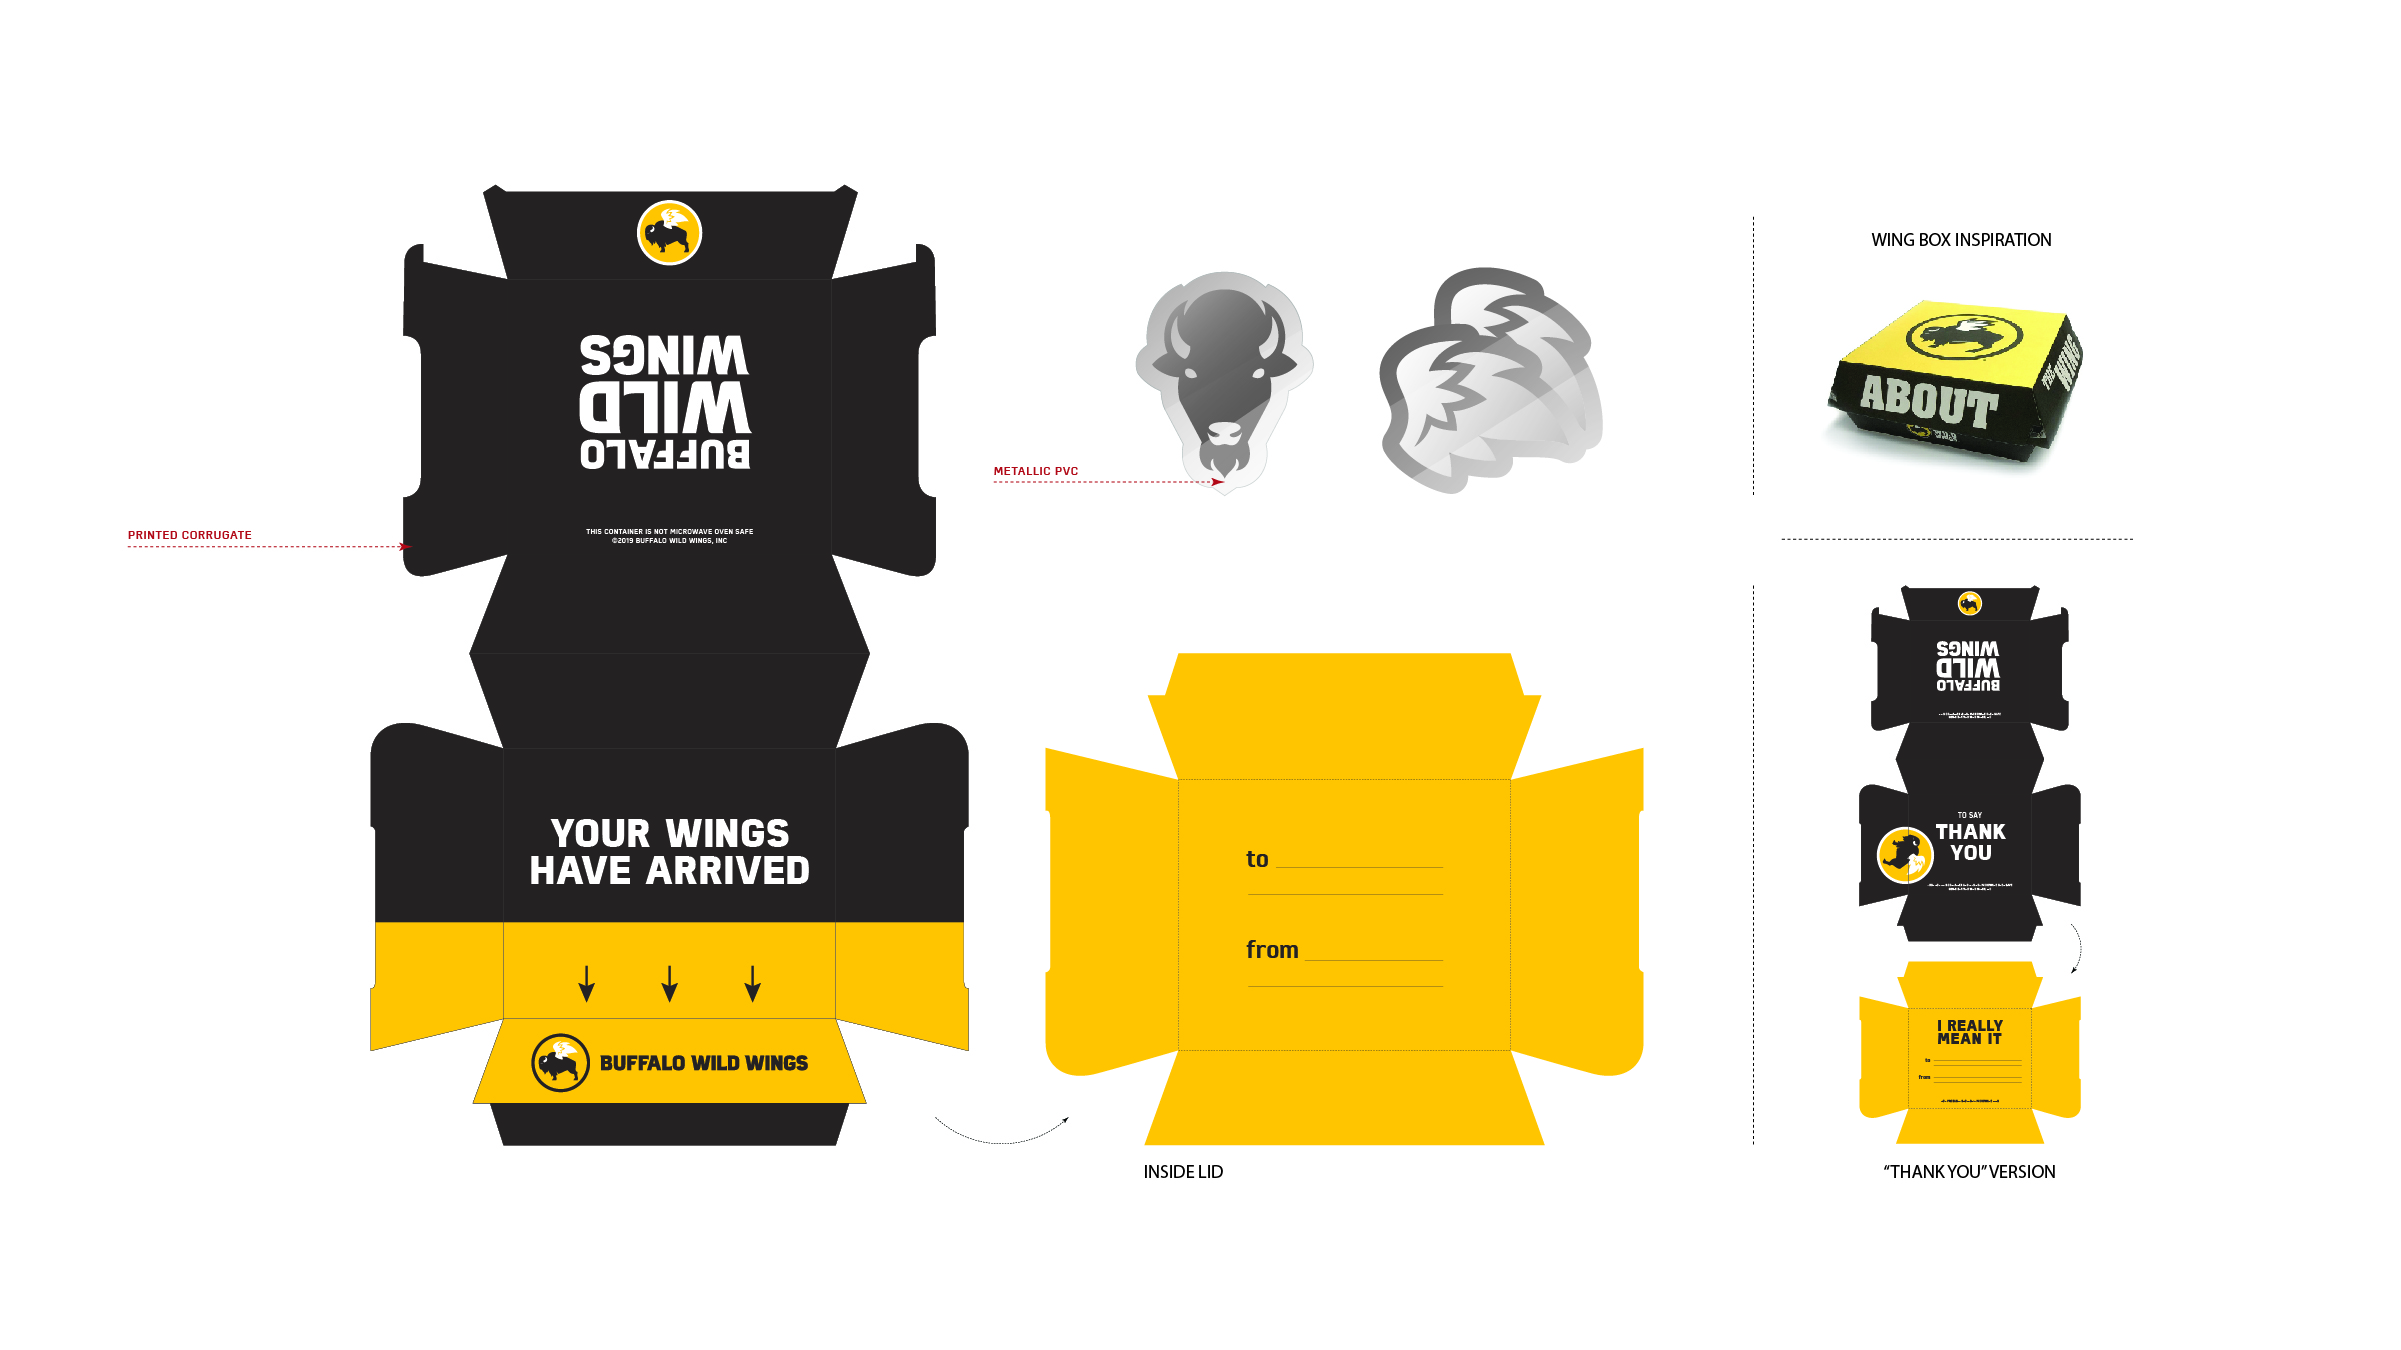 WINGS
WILD
BUFFALO
THIS CONTAINER IS NOT MICROWAVE OVEN SAFE
©2019 BUFFALO WILD WINGS, INC
PRINTED CORRUGATE
YOUR WINGS
HAVE ARRIVED
BUFFALO WILD WINGS
METALLIC PVC
to
from
INSIDE LID
WING BOX INSPIRATION
ABOUT
THE
WING
WINGS
WILD
BUFFALO
TO SAY
THANK
YOU
I REALLY
MEAN IT
to
from
“THANK YOU” VERSION